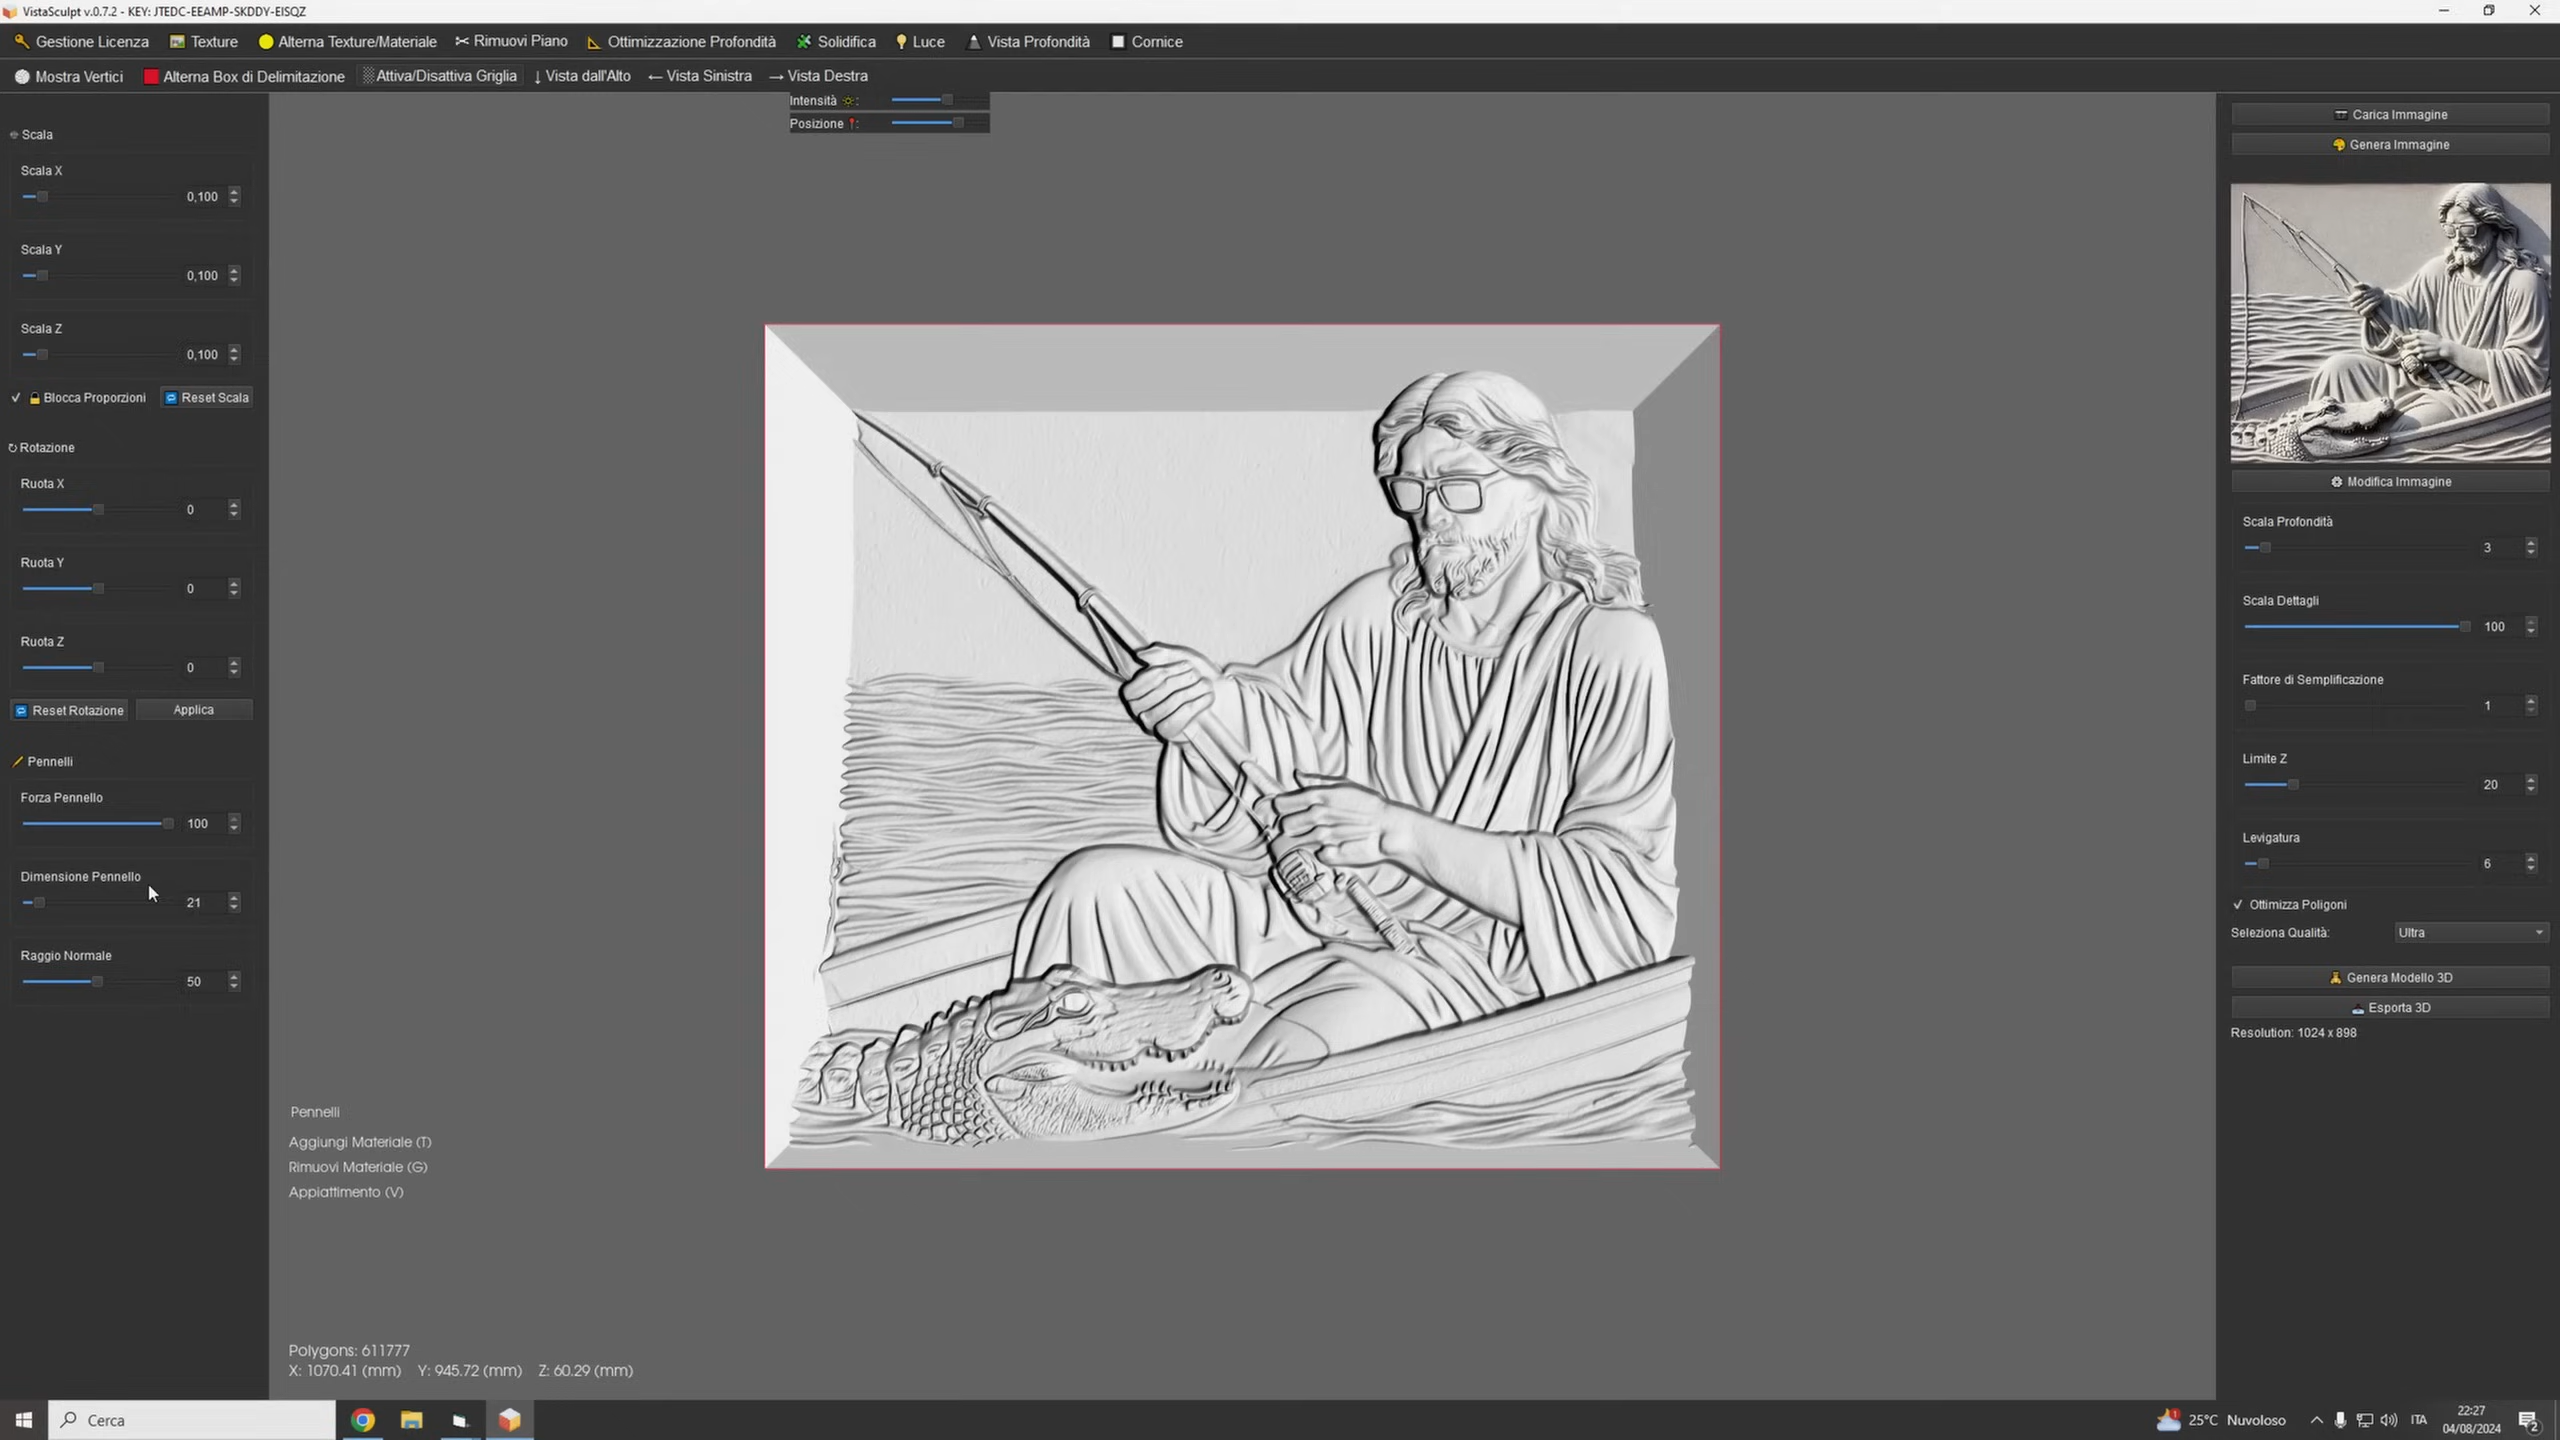 VistaSculpt v.0.7.2 - KEY: JTEDC-EEAMP-SKDDY-EISQZ
Gestione Licenza Texture Alterna Texture/Materiale Rimuovi Piano Ottimizzazione Profondità Solidifica Luce Vista Profondità Cornice
Mostra Vertici Alterna Box di Delimitazione Attiva/Disattiva Griglia ↓ Vista dall'Alto ← Vista Sinistra → Vista Destra
Intensità :
Posizione :
Scala
Scala X
0,100
Scala Y
0,100
Scala Z
0,100
Blocca Proporzioni Reset Scala
Rotazione
Ruota X
0
Ruota Y
0
Ruota Z
0
Reset Rotazione Applica
Pennelli
Forza Pennello
100
Dimensione Pennello
21
Raggio Normale
50
Pennelli
Aggiungi Materiale (T)
Rimuovi Materiale (G)
Appiattimento (V)
Polygons: 611777
X: 1070.41 (mm) Y: 945.72 (mm) Z: 60.29 (mm)
Carica Immagine
Genera Immagine
Modifica Immagine
Scala Profondità
3
Scala Dettagli
100
Fattore di Semplificazione
1
Limite Z
20
Levigatura
6
Ottimizza Poligoni
Seleziona Qualità: Ultra
Genera Modello 3D
Esporta 3D
Resolution: 1024 x 898
Cerca
1
25°C Nuvoloso
ITA
22:27
04/08/2024
2